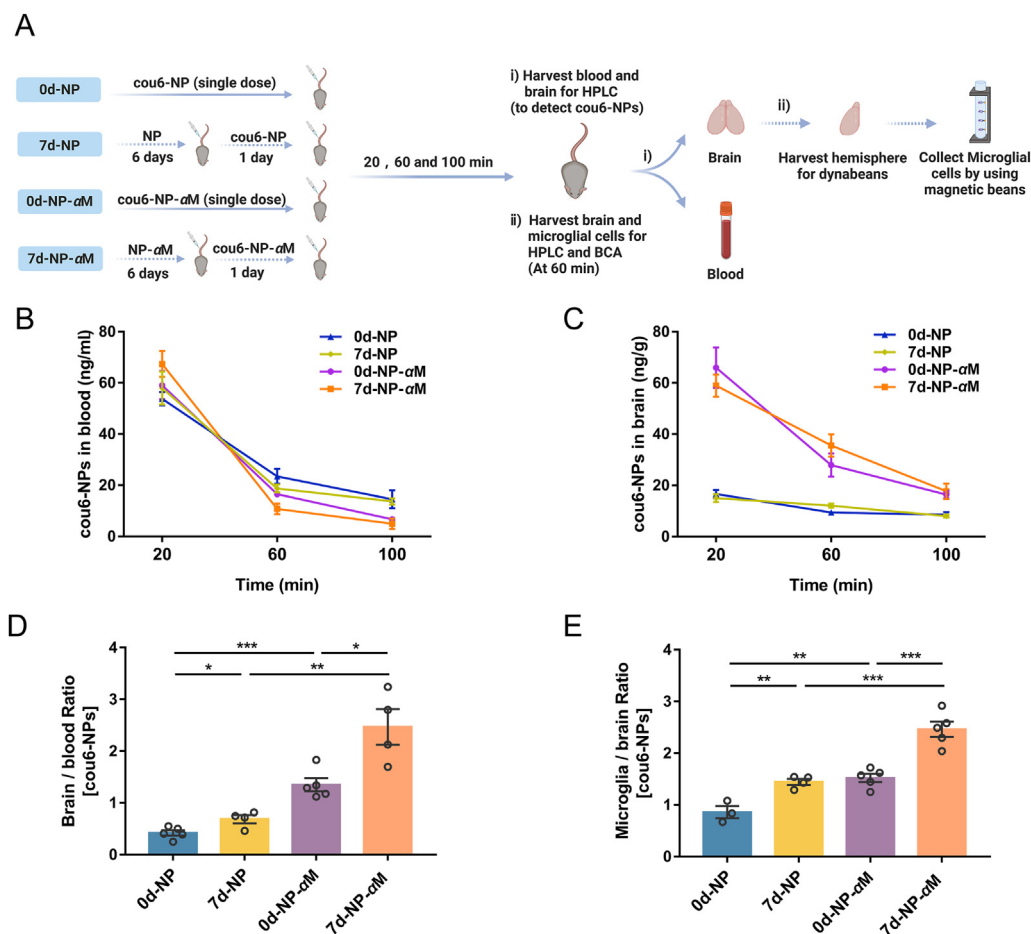 A
0d-NP
cou6-NP (single dose)
7d-NP
NP
6 days
cou6-NP
1 day
0d-NP-αM
cou6-NP-αM (single dose)
7d-NP-αM
NP-αM
6 days
cou6-NP-αM
1 day
20 , 60 and 100 min
i) Harvest blood and
brain for HPLC
(to detect cou6-NPs)
ii) Harvest brain and
microglial cells for
HPLC and BCA
(At 60 min)
i)
Brain
Blood
ii)
Harvest hemisphere
for dynabeans
Collect Microglial
cells by using
magnetic beans
B
cou6-NPs in blood (ng/ml)
80
60
40
20
0
20
60
100
Time (min)
0d-NP
7d-NP
0d-NP-αM
7d-NP-αM
C
cou6-NPs in brain (ng/g)
80
60
40
20
0
20
60
100
Time (min)
0d-NP
7d-NP
0d-NP-αM
7d-NP-αM
D
Brain / blood Ratio
[cou6-NPs]
4
3
2
1
0
***
*
*
**
0d-NP
7d-NP
0d-NP-αM
7d-NP-αM
E
Microglia / brain Ratio
[cou6-NPs]
4
3
2
1
0
**
***
**
***
0d-NP
7d-NP
0d-NP-αM
7d-NP-αM